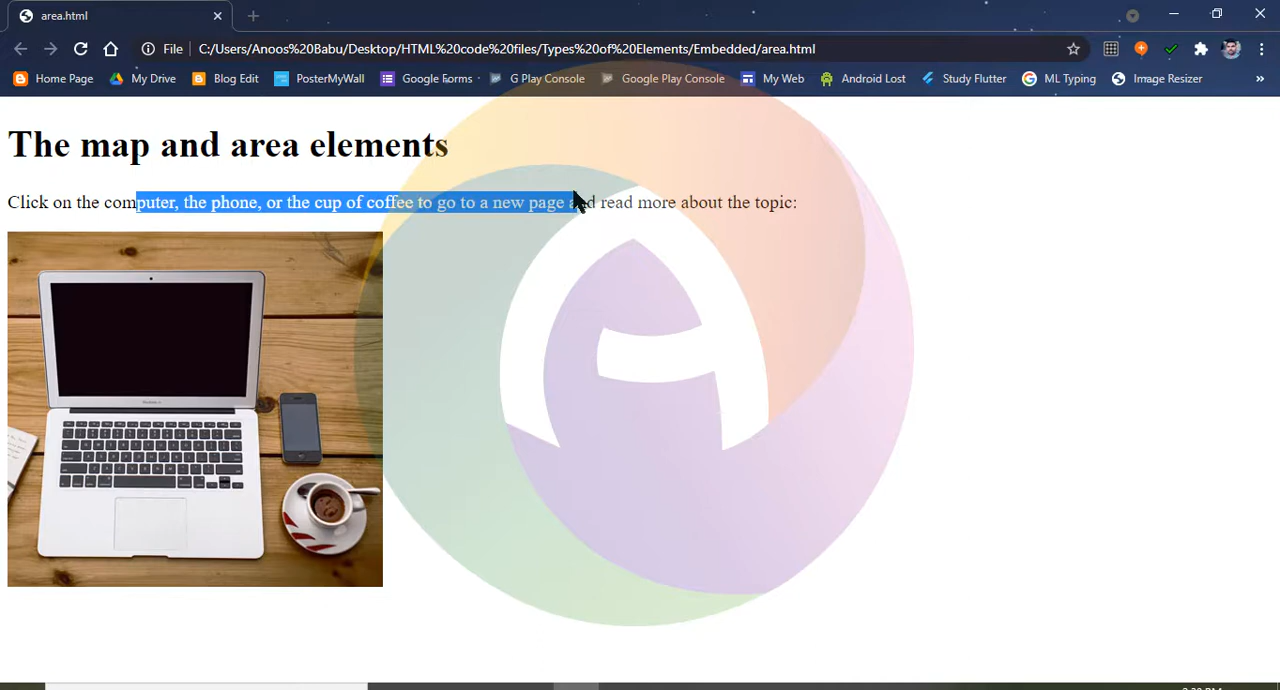 area.html
File C:/Users/Anoos%20Babu/Desktop/HTML%20code%20files/Types%20of%20Elements/Embedded/area.html
Home Page My Drive Blog Edit PosterMyWall Google Forms G Play Console Google Play Console My Web Android Lost Study Flutter ML Typing Image Resizer »
The map and area elements
Click on the computer, the phone, or the cup of coffee to go to a new page and read more about the topic: